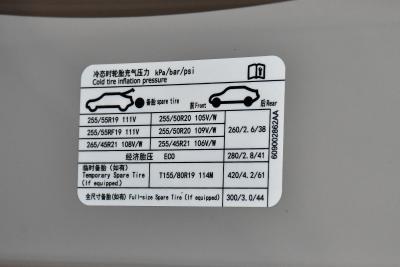 冷态时轮胎充气气压力 kPa/bar/psi
Cold tire inflation pressure
备胎 spare tire 前Front 后Rear
255/55R19 111V 255/50R20 105V/W
255/55RF19 111V 255/50R20 109V/W 260/2.6/38
265/45R21 108V/W 255/45R21 106V/W
经济胎压 ECO 280/2.8/41
临时备胎(如有)
Temporary Spare Tire T155/80R19 114M 420/4.2/61
(If equipped)
全尺寸备胎(如有) Full-size Spare Tire (If equipped) 300/3.0/44
609002862AA